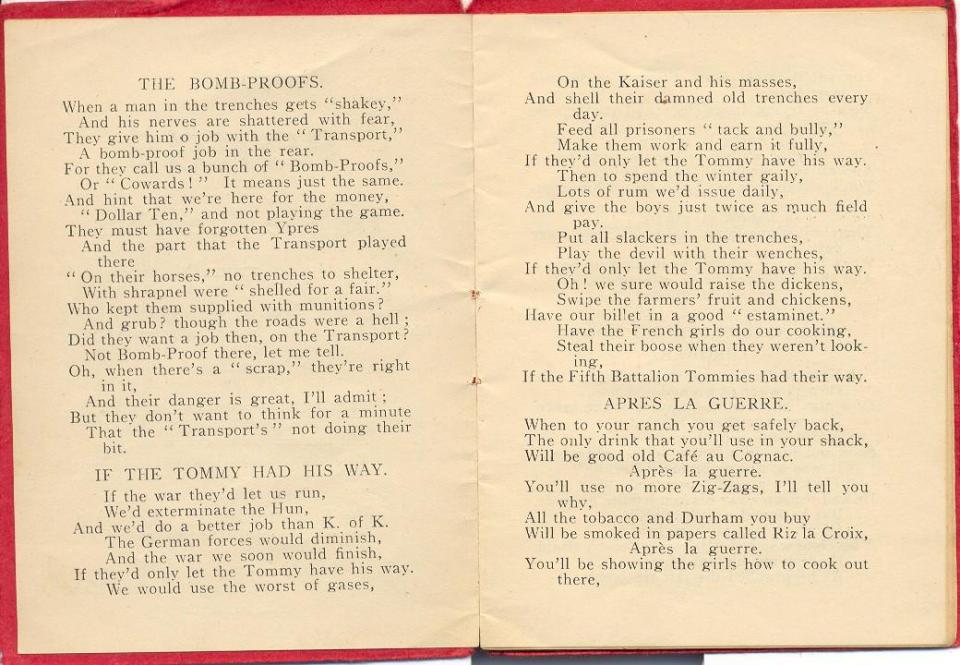 THE BOMB-PROOFS.
When a man in the trenches gets "shakey,"
And his nerves are shattered with fear,
They give him o job with the "Transport,"
A bomb-proof job in the rear.
For they call us a bunch of "Bomb-Proofs,"
Or "Cowards!" It means just the same.
And hint that we're here for the money,
"Dollar Ten," and not playing the game.
They must have forgotten Ypres
And the part that the Transport played
there
"On their horses," no trenches to shelter,
With shrapnel were "shelled for a fair."
Who kept them supplied with munitions?
And grub? though the roads were a hell;
Did they want a job then, on the Transport?
Not Bomb-Proof there, let me tell.
Oh, when there's a "scrap," they're right
in it,
And their danger is great, I'll admit;
But they don't want to think for a minute
That the "Transport's" not doing their
bit.
IF THE TOMMY HAD HIS WAY.
If the war they'd let us run,
We'd exterminate the Hun,
And we'd do a better job than K. of K.
The German forces would diminish,
And the war we soon would finish,
If they'd only let the Tommy have his way.
We would use the worst of gases,
On the Kaiser and his masses,
And shell their damned old trenches every
day.
Feed all prisoners "tack and bully,"
Make them work and earn it fully,
If they'd only let the Tommy have his way.
Then to spend the winter gaily,
Lots of rum we'd issue daily,
And give the boys just twice as much field
pay.
Put all slackers in the trenches,
Play the devil with their wenches,
If they'd only let the Tommy have his way.
Oh! we sure would raise the dickens,
Swipe the farmers' fruit and chickens,
Have our billet in a good "estaminet."
Have the French girls do our cooking,
Steal their boose when they weren't look-
ing,
If the Fifth Battalion Tommies had their way.
APRES LA GUERRE.
When to your ranch you get safely back,
The only drink that you'll use in your shack,
Will be good old Café au Cognac.
Après la guerre.
You'll use no more Zig-Zags, I'll tell you
why,
All the tobacco and Durham you buy
Will be smoked in papers called Riz la Croix,
Après la guerre.
You'll be showing the girls how to cook out
there,